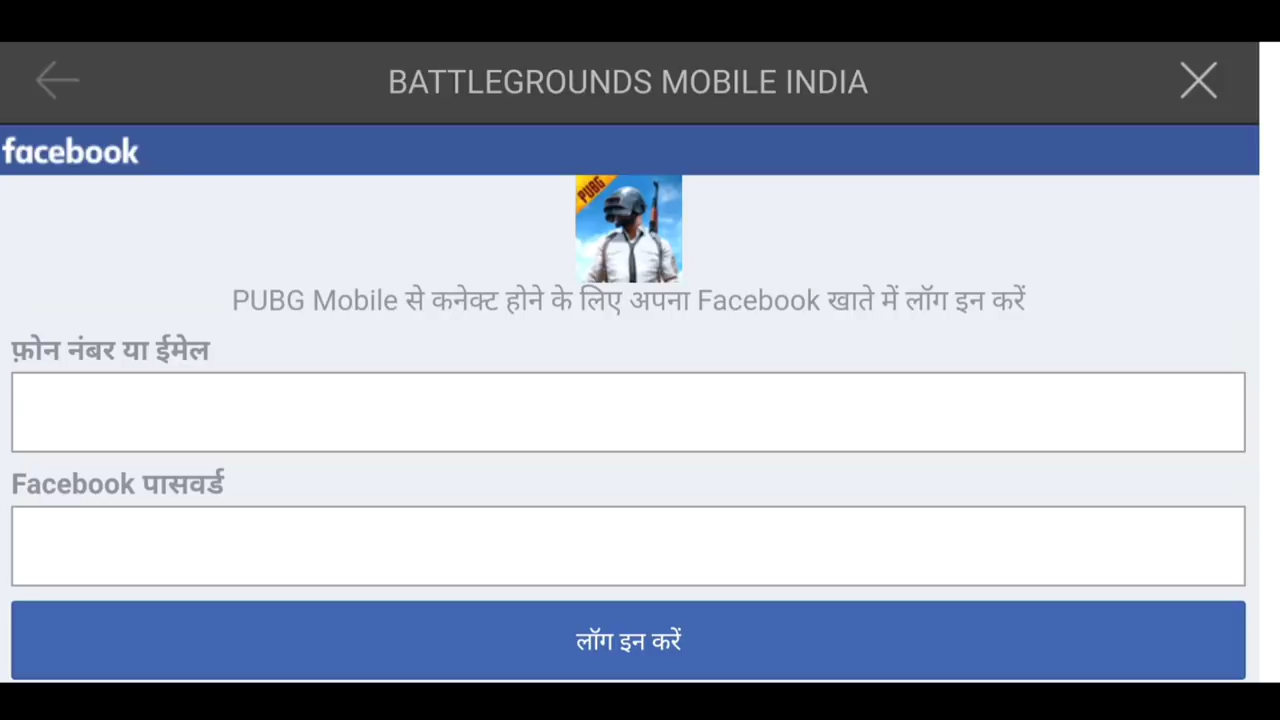 BATTLEGROUNDS MOBILE INDIA
facebook
PUBG
PUBG Mobile से कनेक्ट होने के लिए अपना Facebook खाते में लॉग इन करें
फ़ोन नंबर या ईमेल
Facebook पासवर्ड
लॉग इन करें